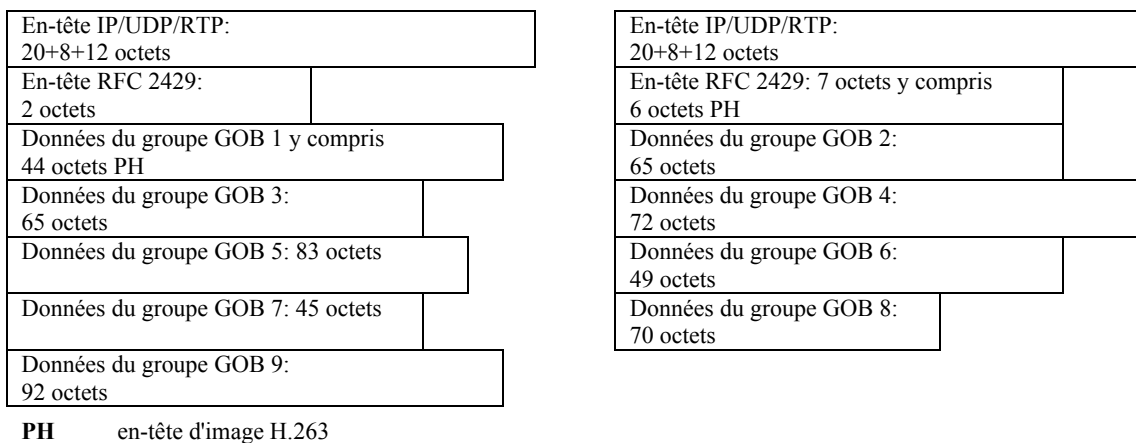 En-tête IP/UDP/RTP:
20+8+12 octets
En-tête RFC 2429:
2 octets
Données du groupe GOB 1 y compris
44 octets PH
Données du groupe GOB 3:
65 octets
Données du groupe GOB 5: 83 octets
Données du groupe GOB 7: 45 octets
Données du groupe GOB 9:
92 octets
En-tête IP/UDP/RTP:
20+8+12 octets
En-tête RFC 2429: 7 octets y compris
6 octets PH
Données du groupe GOB 2:
65 octets
Données du groupe GOB 4:
72 octets
Données du groupe GOB 6:
49 octets
Données du groupe GOB 8:
70 octets
PH en-tête d'image H.263